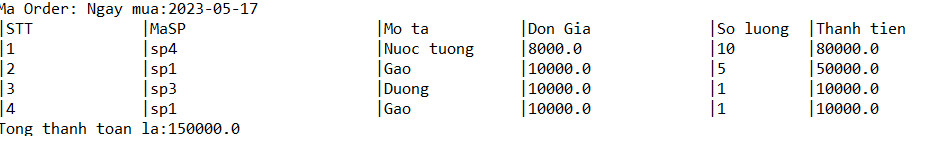 Ma Order: Ngay mua:2023-05-17
|STT |MaSP |Mo ta |Don Gia |So luong |Thanh tien
|1 |sp4 |Nuoc tuong |8000.0 |10 |80000.0
|2 |sp1 |Gao |10000.0 |5 |50000.0
|3 |sp3 |Duong |10000.0 |1 |10000.0
|4 |sp1 |Gao |10000.0 |1 |10000.0
Tong thanh toan la:150000.0